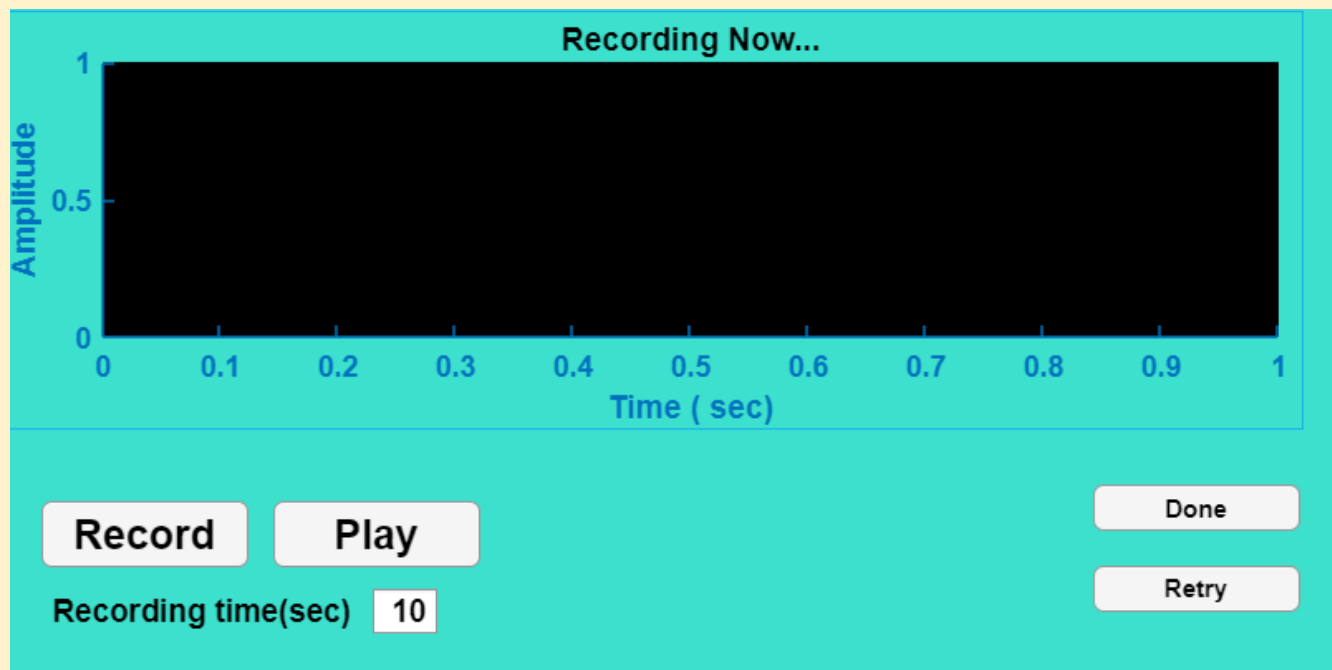 Recording Now...
1
Amplitude
0.5
0
0 0.1 0.2 0.3 0.4 0.5 0.6 0.7 0.8 0.9 1
Time ( sec)
Record Play Done
Retry
Recording time(sec) 10